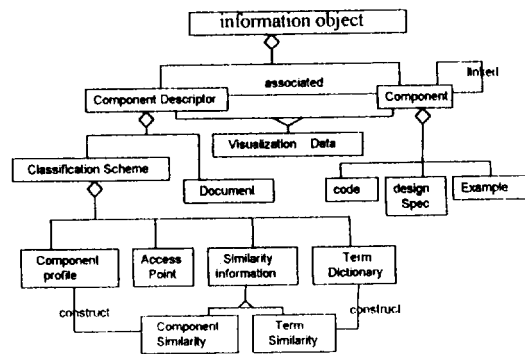 information object
associated
linked
Component Descriptor
Component
Visualization Data
Classification Scheme
Document
code
design
Spec
Example
Component
profile
Access
Point
Similarity
information
Term
Dictionary
construct
construct
Component
Similarity
Term
Similarity